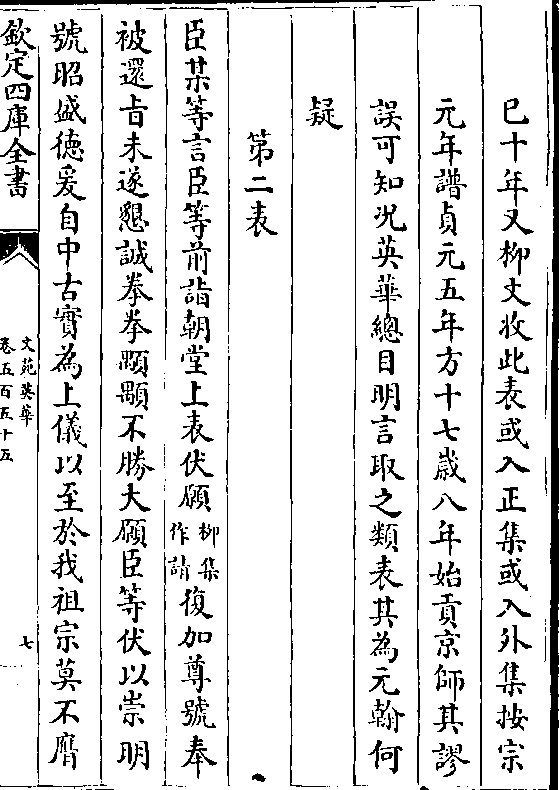 巳十年又柳文收此表或入正集或入外集按宗
元年譜貞元五年方十七歳八年始貢京師其謬
誤可知况英華總目明言取之類表其為元翰何
疑
第二表
臣某等言臣等前詣朝堂上表伏願柳集作請復加尊號奉
被還旨未遂懇誠拳拳顒顒不勝大願臣等伏以崇明
號昭盛德爰自中古實為上儀以至於我祖宗莫不膺
欽定四庫全書
文苑英華
卷五百五十五
七